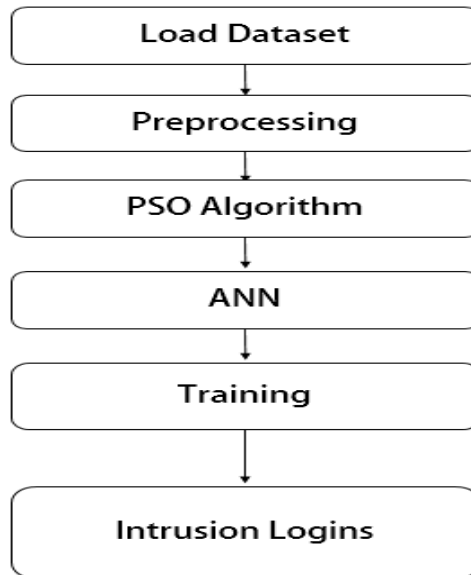 Load Dataset
Preprocessing
PSO Algorithm
ANN
Training
Intrusion Logins